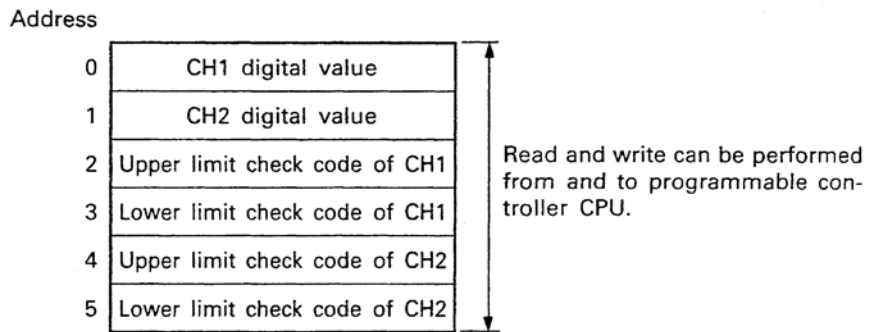 Address
0 CH1 digital value
1 CH2 digital value
2 Upper limit check code of CH1
3 Lower limit check code of CH1
4 Upper limit check code of CH2
5 Lower limit check code of CH2
Read and write can be performed
from and to programmable con-
troller CPU.